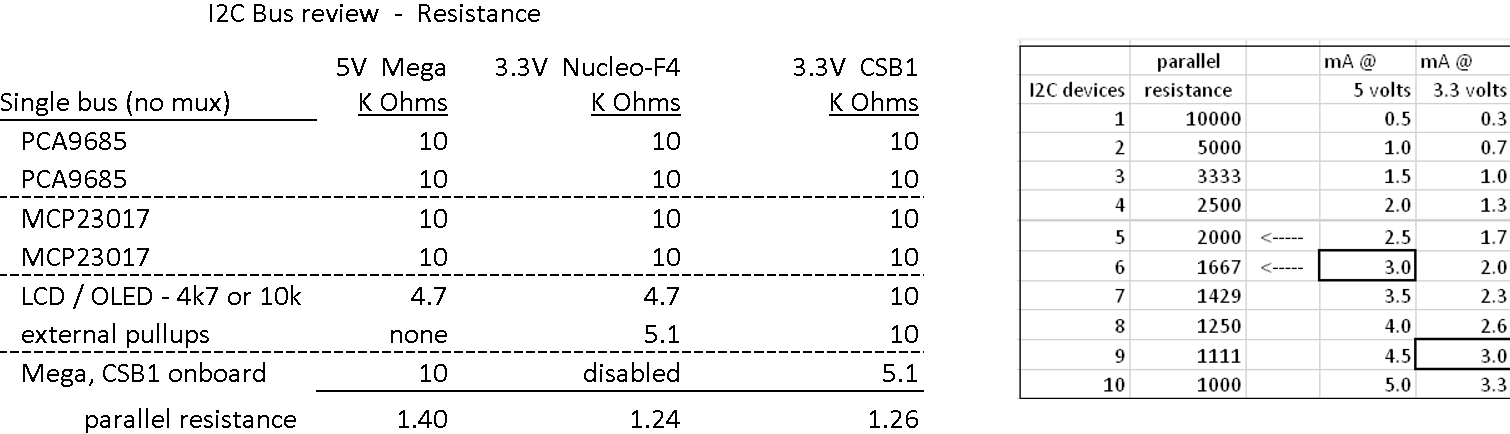 I2C Bus review - Resistance
5V Mega 3.3V Nucleo-F4 3.3V CSB1
Single bus (no mux) K Ohms K Ohms K Ohms
PCA9685 10 10 10
PCA9685 10 10 10
MCP23017 10 10 10
MCP23017 10 10 10
LCD / OLED - 4k7 or 10k 4.7 4.7 10
external pullups none 5.1 10
Mega, CSB1 onboard 10 disabled 5.1
parallel resistance 1.40 1.24 1.26
parallel mA @ mA @
I2C devices resistance 5 volts 3.3 volts
1 10000 0.5 0.3
2 5000 1.0 0.7
3 3333 1.5 1.0
4 2500 2.0 1.3
5 2000 <----- 2.5 1.7
6 1667 <----- 3.0 2.0
7 1429 3.5 2.3
8 1250 4.0 2.6
9 1111 4.5 3.0
10 1000 5.0 3.3